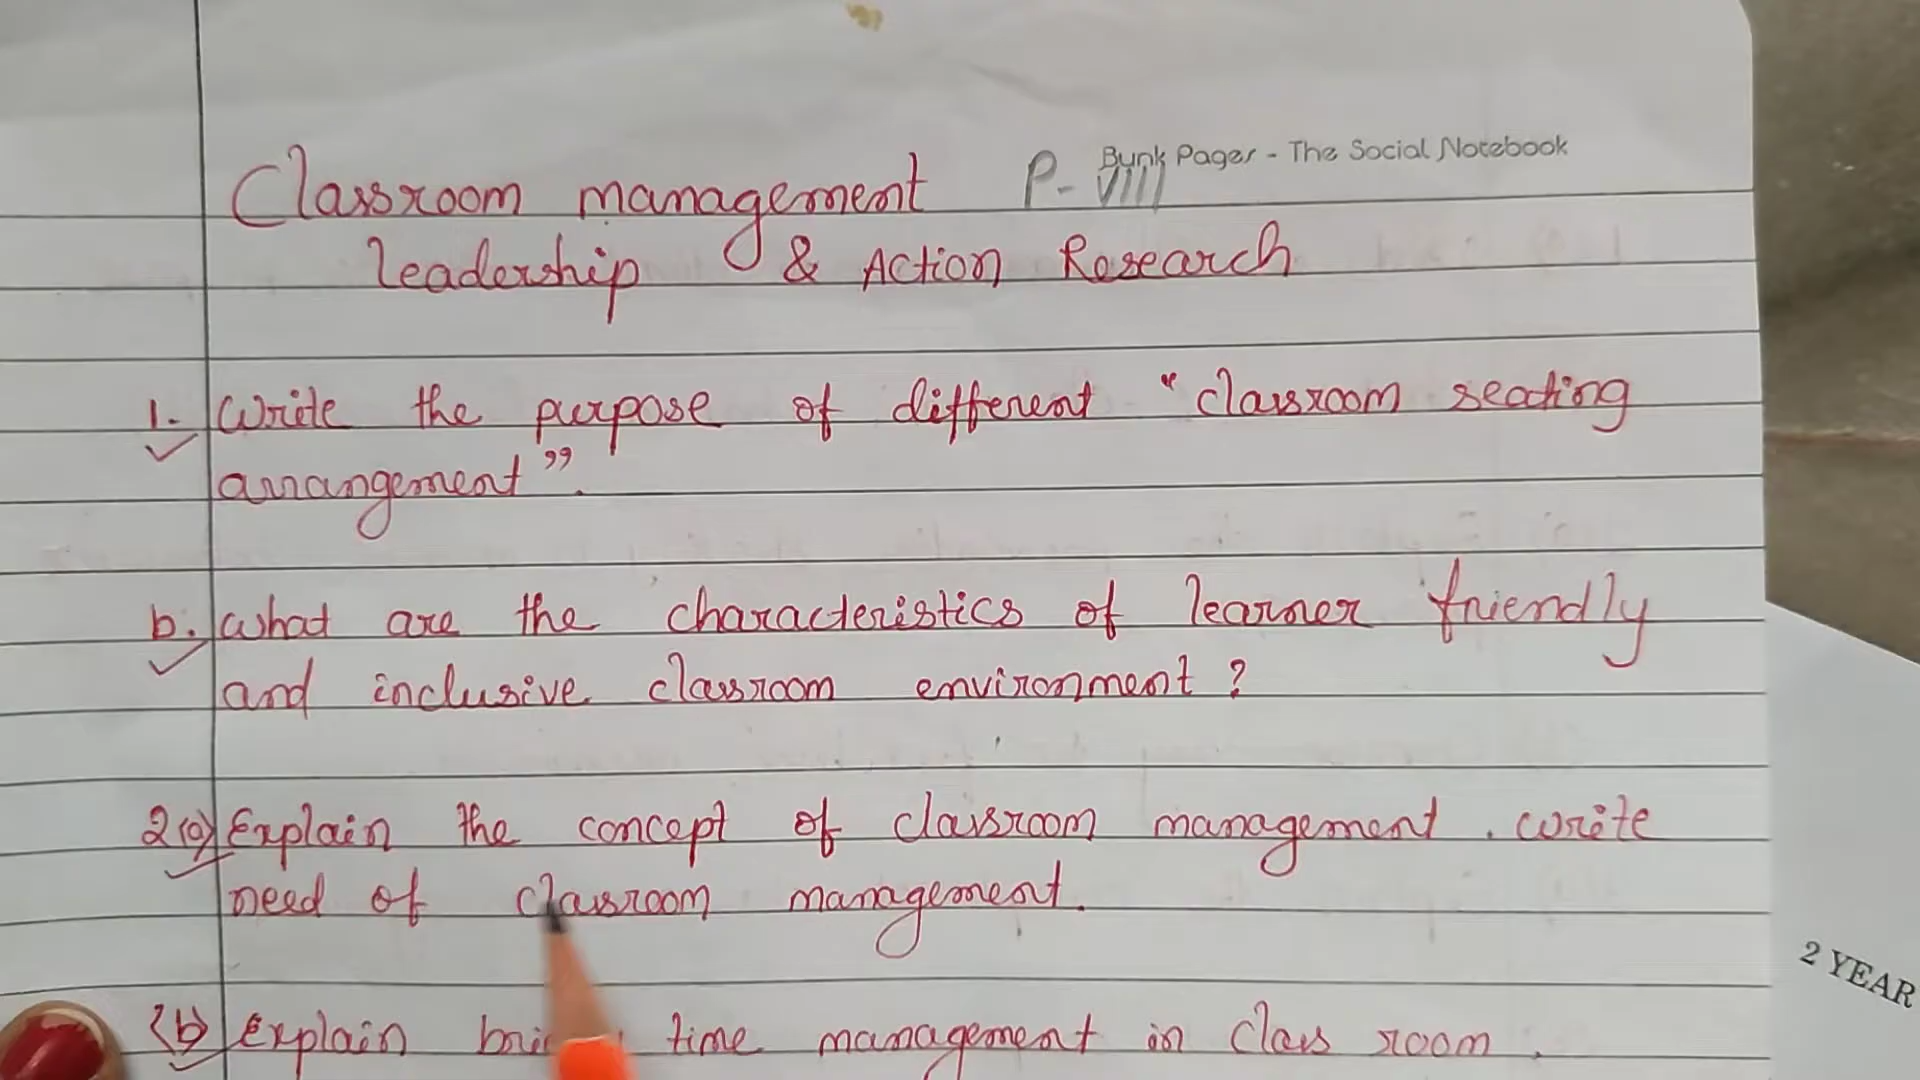 Bunk Pages - The Social Notebook
Classroom management P- VIII
leadership & Action Research
1. Write the purpose of different "classroom seating
arrangement".
b. What are the characteristics of learner friendly
and inclusive classroom environment?
2(a) Explain the concept of classroom management. write
need of classroom management.
(b) Explain time management in class room.
2 YEAR